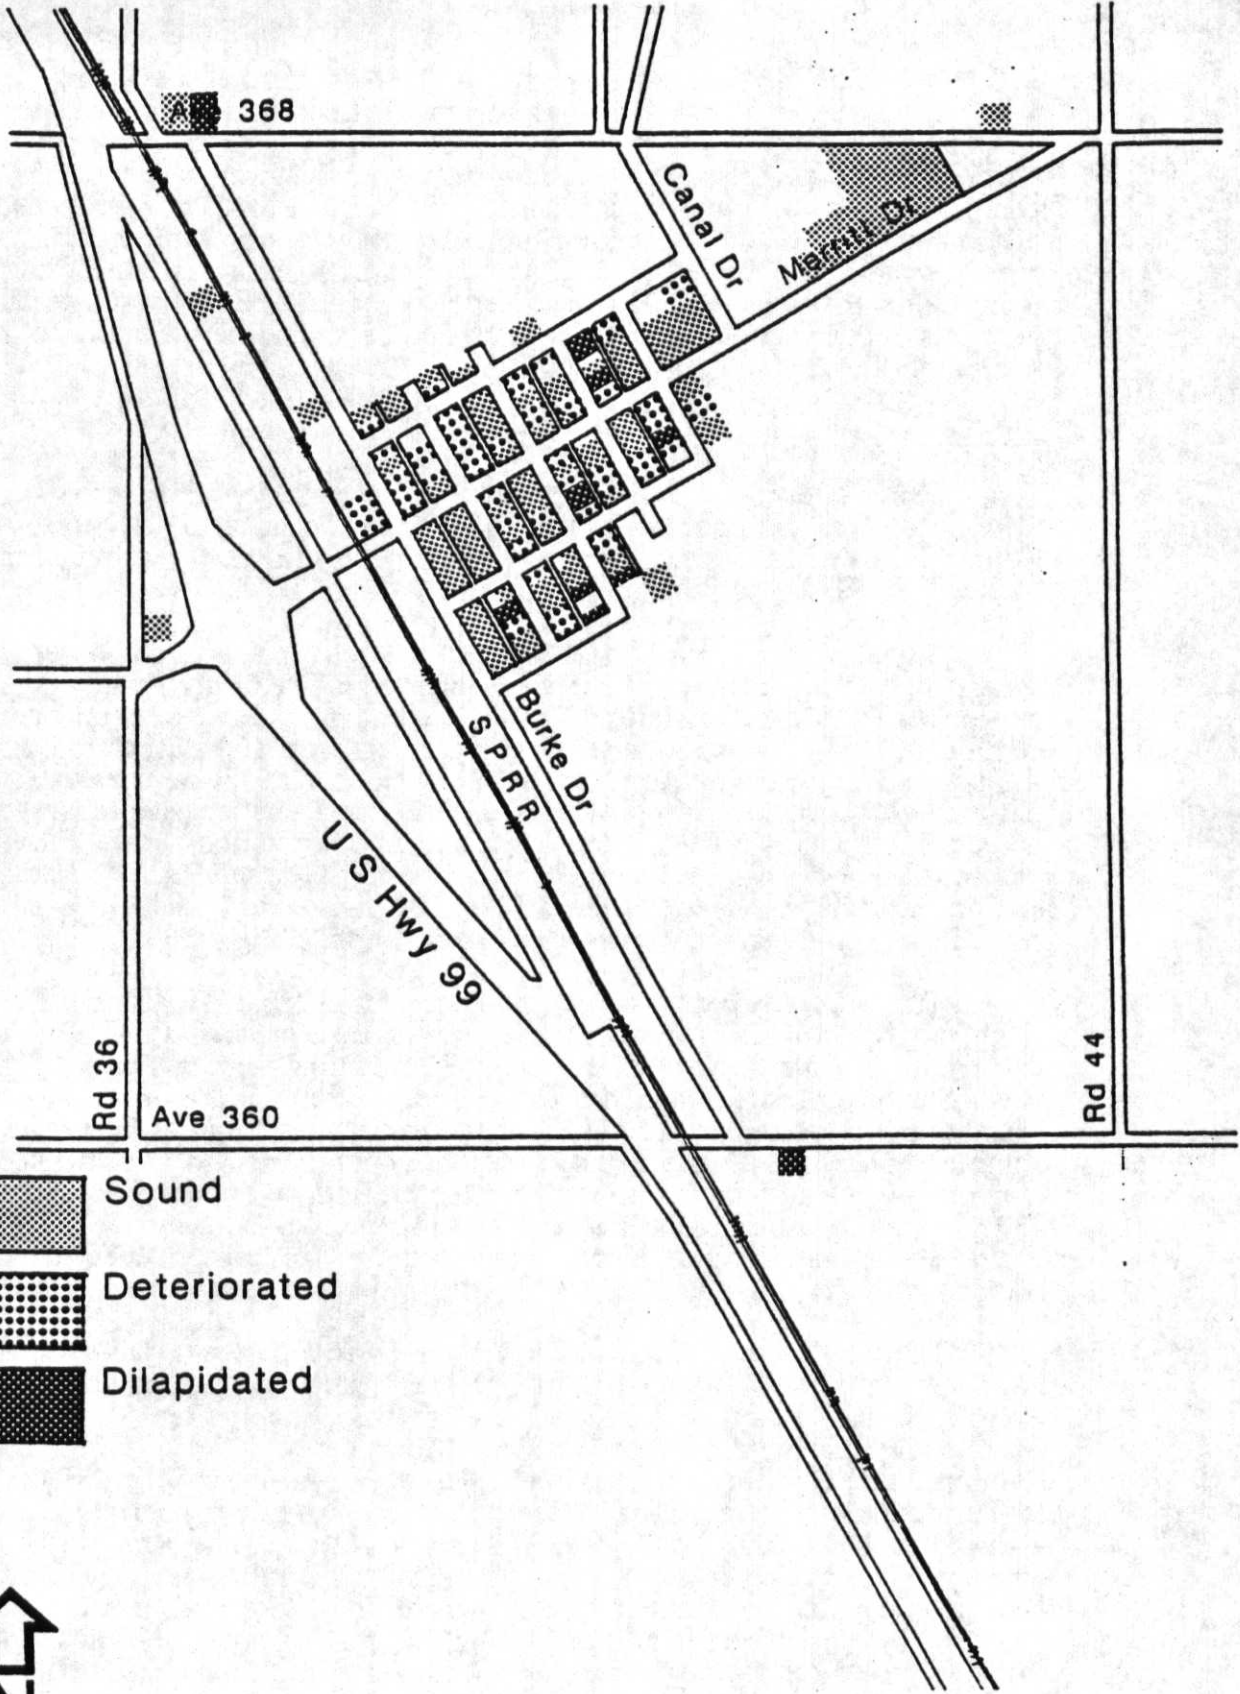 368
Canal Dr
Merritt Dr
Burke Dr
S P R R
U S Hwy 99
Rd 36
Ave 360
Rd 44
Sound
Deteriorated
Dilapidated
N